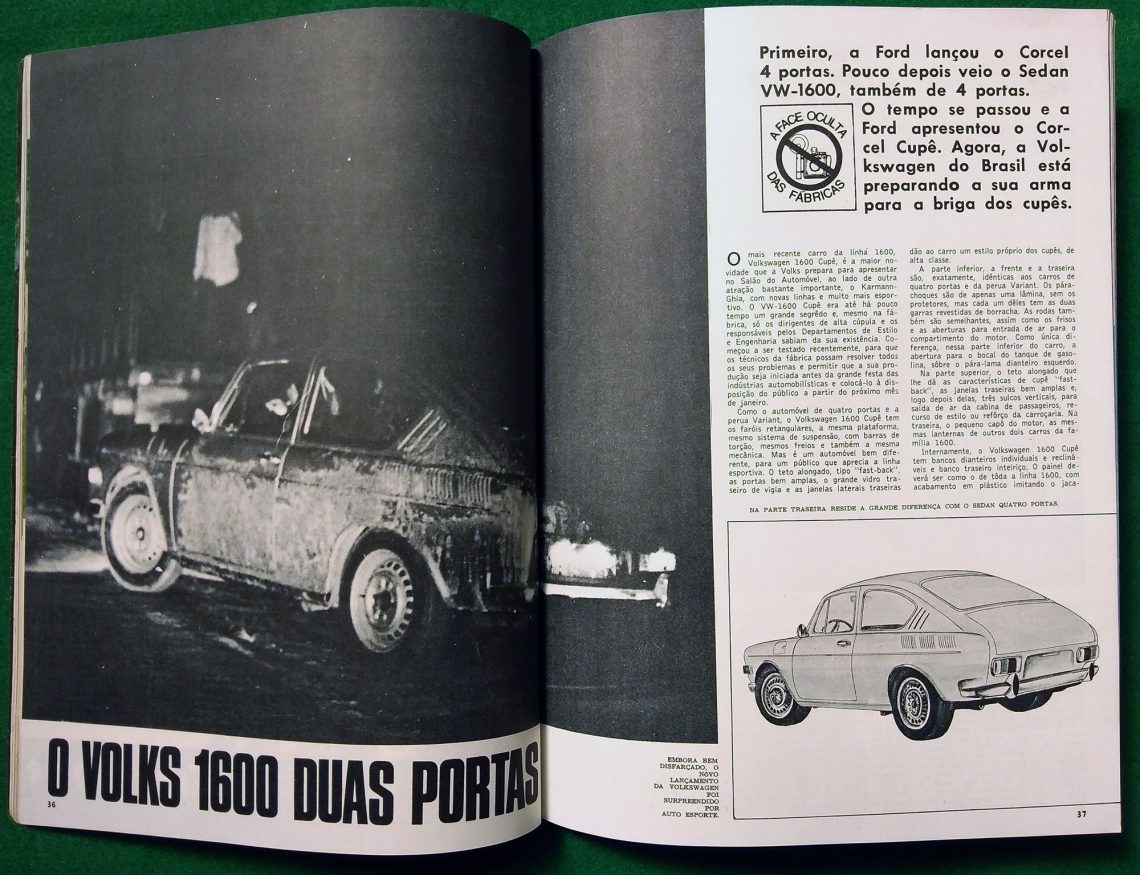 O VOLKS 1600 DUAS PORTAS
36
EMBORA BEM
DISFARÇADO, O
NÔVO
LANÇAMENTO
DA VOLKSWAGEN
FOI
SURPREENDIDO
POR
AUTO ESPORTE.
Primeiro, a Ford lançou o Corcel
4 portas. Pouco depois veio o Sedan
VW-1600, também de 4 portas.
O tempo se passou e a
Ford apresentou o Cor-
cel Cupê. Agora, a Vol-
kswagen do Brasil está
preparando a sua arma
para a briga dos cupês.
A FACE OCULTA
DAS FÁBRICAS
O mais recente carro da linha 1600,
Volkswagen 1600 Cupê, é a maior no-
vidade que a Volks prepara para apresentar
no Salão do Automóvel, ao lado de outra
atração bastante importante, o Karmann-
Ghia, com novas linhas e muito mais espor-
tivo. O VW-1600 Cupê era até há pouco
tempo um grande segrêdo e, mesmo na fá-
brica, só os dirigentes de alta cúpula e os
responsáveis pelos Departamentos de Estilo
e Engenharia sabiam da sua existência. Co-
meçou a ser testado recentemente, para que
os técnicos da fábrica possam resolver todos
os seus problemas e permitir que a sua pro-
dução seja iniciada antes da grande festa das
indústrias automobilísticas e colocá-lo à dis-
posição do público a partir do próximo mês
de janeiro.
Como o automóvel de quatro portas e a
perua Variant, o Volkswagen 1600 Cupê tem
os faróis retangulares, a mesma plataforma,
mesmo sistema de suspensão, com barras de
torção, mesmos freios e também a mesma
mecânica. Mas é um automóvel bem dife-
rente, para um público que aprecia a linha
esportiva. O teto alongado, tipo "fast-back",
as portas bem amplas, o grande vidro tra-
seiro de vigia e as janelas laterais traseiras
dão ao carro um estilo próprio dos cupês, de
alta classe.
A parte inferior, a frente e a traseira
são, exatamente, idênticas aos carros de
quatro portas e da perua Variant. Os pára-
choques são de apenas uma lâmina, sem os
protetores, mas cada um dêles tem as duas
garras revestidas de borracha. As rodas tam-
bém são semelhantes, assim como os frisos
e as aberturas para entrada de ar para o
compartimento do motor. Como única di-
ferença, nessa parte inferior do carro, a
abertura para o bocal do tanque de gaso-
lina, sôbre o pára-lama dianteiro esquerdo.
Na parte superior, o teto alongado que
lhe dá as características de cupê "fast-
back", as janelas traseiras bem amplas e,
logo depois delas, três sulcos verticais, para
saída de ar da cabina de passageiros, re-
curso de estilo ou refôrço da carroçaria. Na
traseira, o pequeno capô do motor, as mes-
mas lanternas de outros dois carros da fa-
mília 1600.
Internamente, o Volkswagen 1600 Cupê
tem bancos dianteiros individuais e recliná-
veis e banco traseiro inteiriço. O painel de-
verá ser como o de tôda a linha 1600, com
acabamento em plástico imitando o jaca-
NA PARTE TRASEIRA RESIDE A GRANDE DIFERENÇA COM O SEDAN QUATRO PORTAS.
37